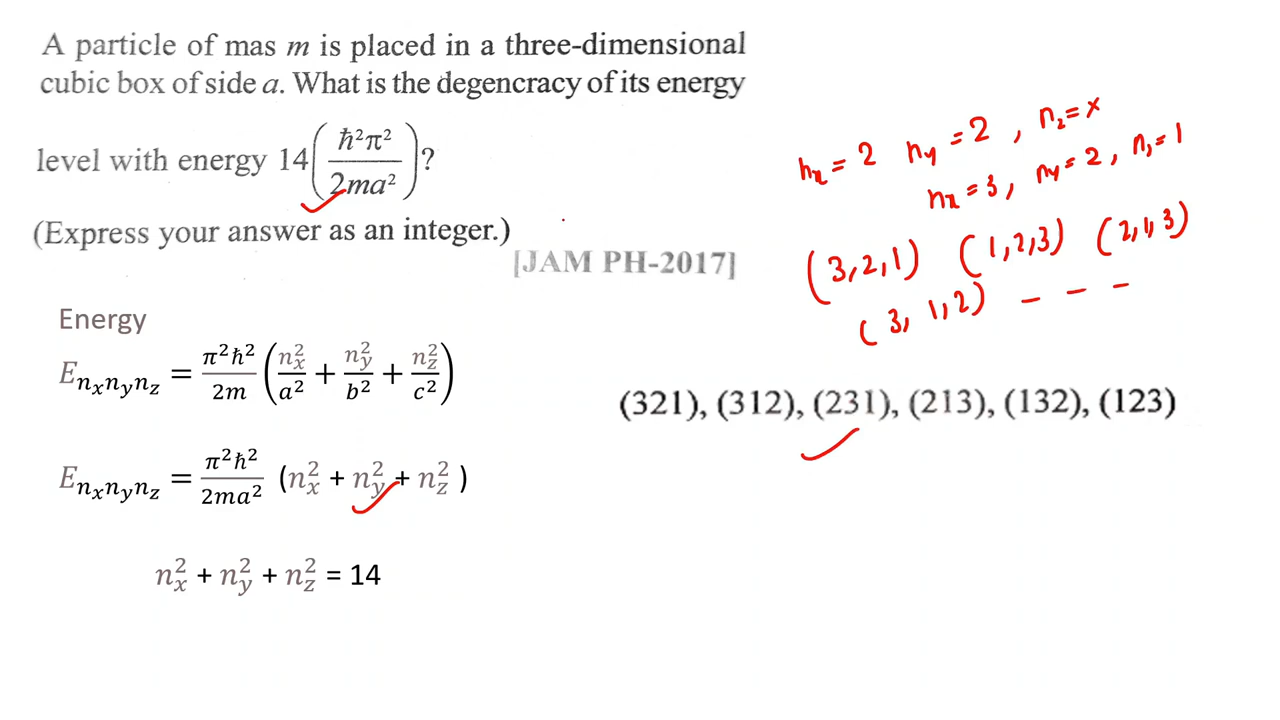 A particle of mas m is placed in a three-dimensional
cubic box of side a. What is the degencracy of its energy
level with energy 14(ħ²π²/2ma²)?
(Express your answer as an integer.)
[JAM PH-2017]
Energy
E_{n_x n_y n_z} = π²ħ²/2m (n_x²/a² + n_y²/b² + n_z²/c²)
E_{n_x n_y n_z} = π²ħ²/2ma² (n_x² + n_y² + n_z²)
n_x² + n_y² + n_z² = 14
n_x = 2 n_y = 2, n_z = ×
n_x = 3, n_y = 2, n_z = 1
(3,2,1) (1,2,3) (2,1,3)
(3, 1,2) – – –
(321), (312), (231), (213), (132), (123)